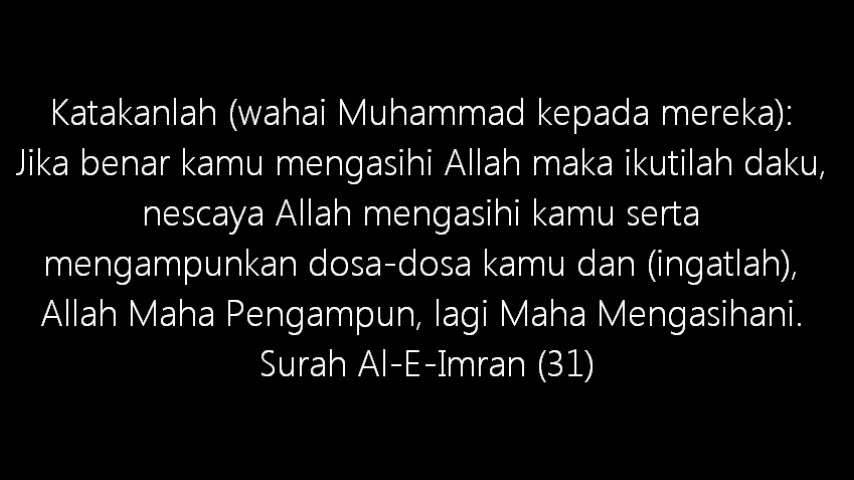 Katakanlah (wahai Muhammad kepada mereka):
Jika benar kamu mengasihi Allah maka ikutilah daku,
nescaya Allah mengasihi kamu serta
mengampunkan dosa-dosa kamu dan (ingatlah),
Allah Maha Pengampun, lagi Maha Mengasihani.
Surah Al-E-Imran (31)